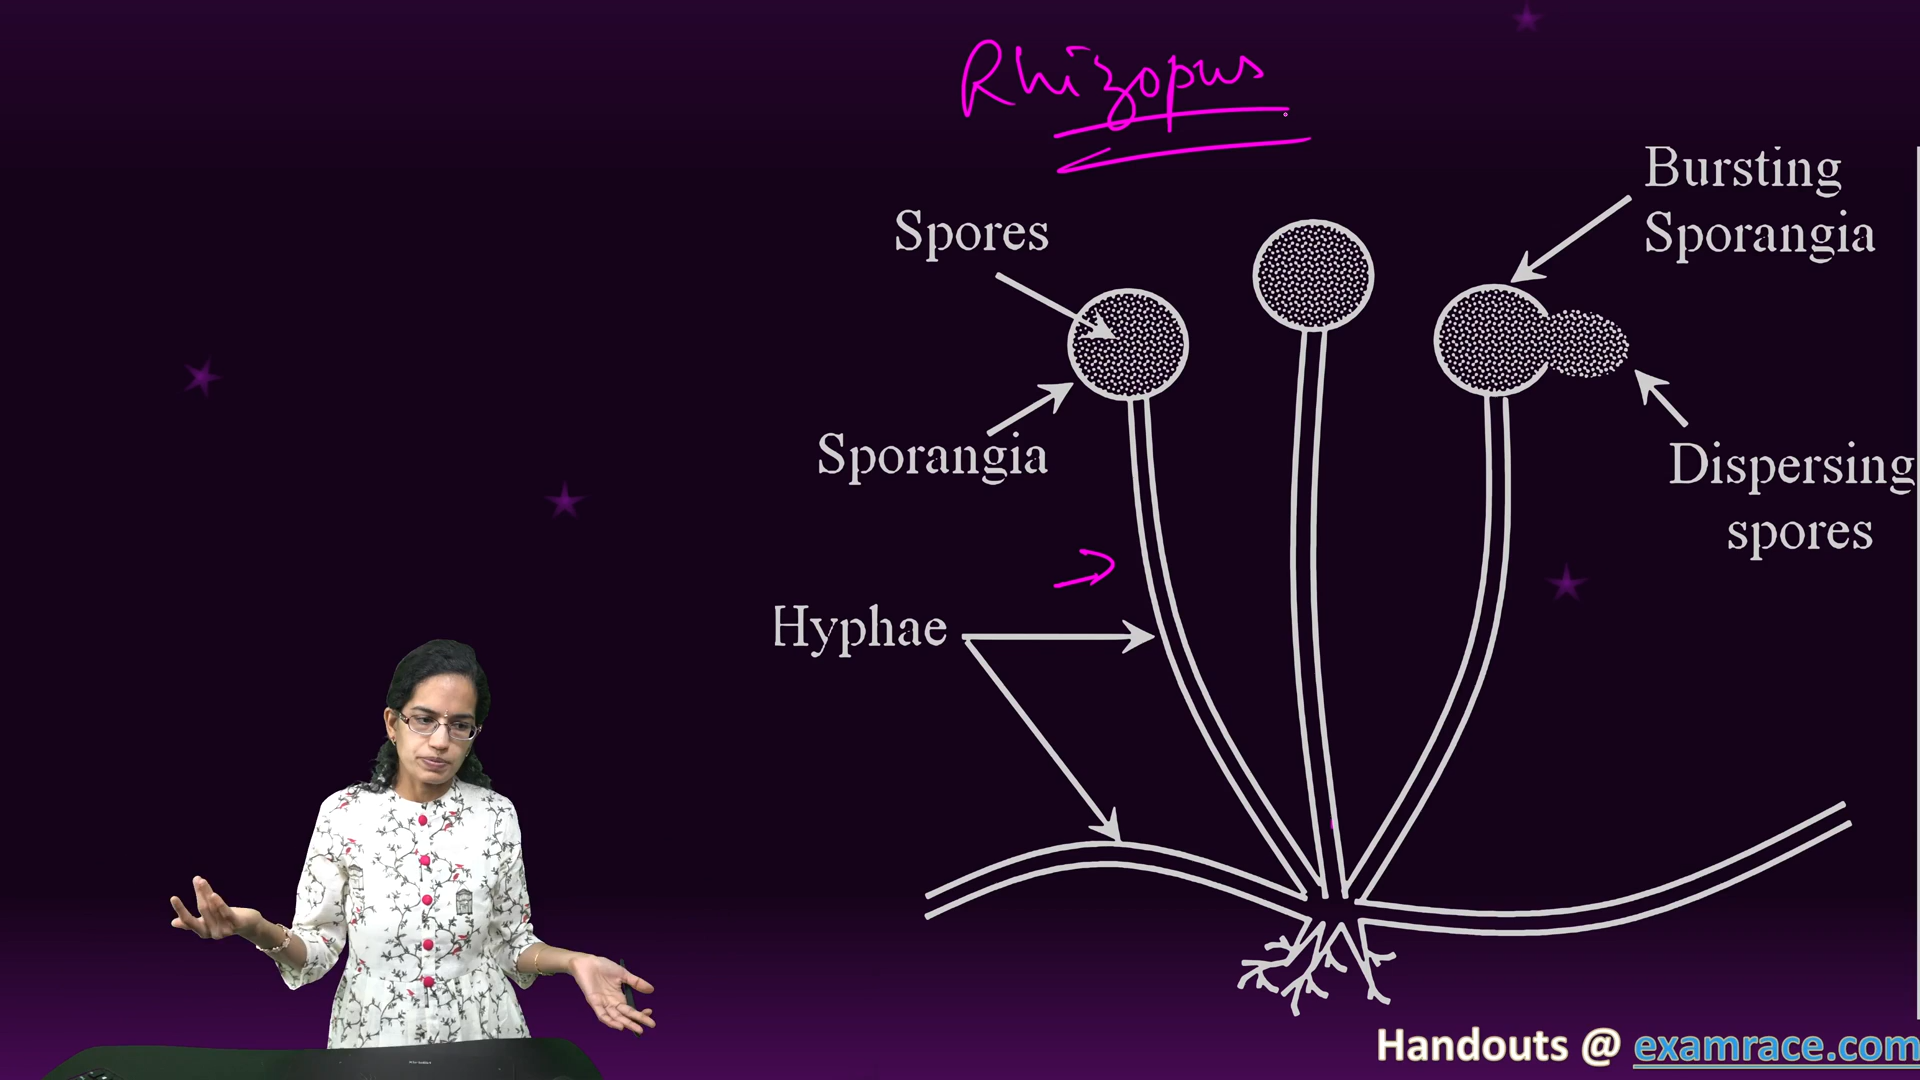 Rhizopus
Bursting
Sporangia
Spores
Sporangia
Dispersing
spores
Hyphae
Handouts @ examrace.com